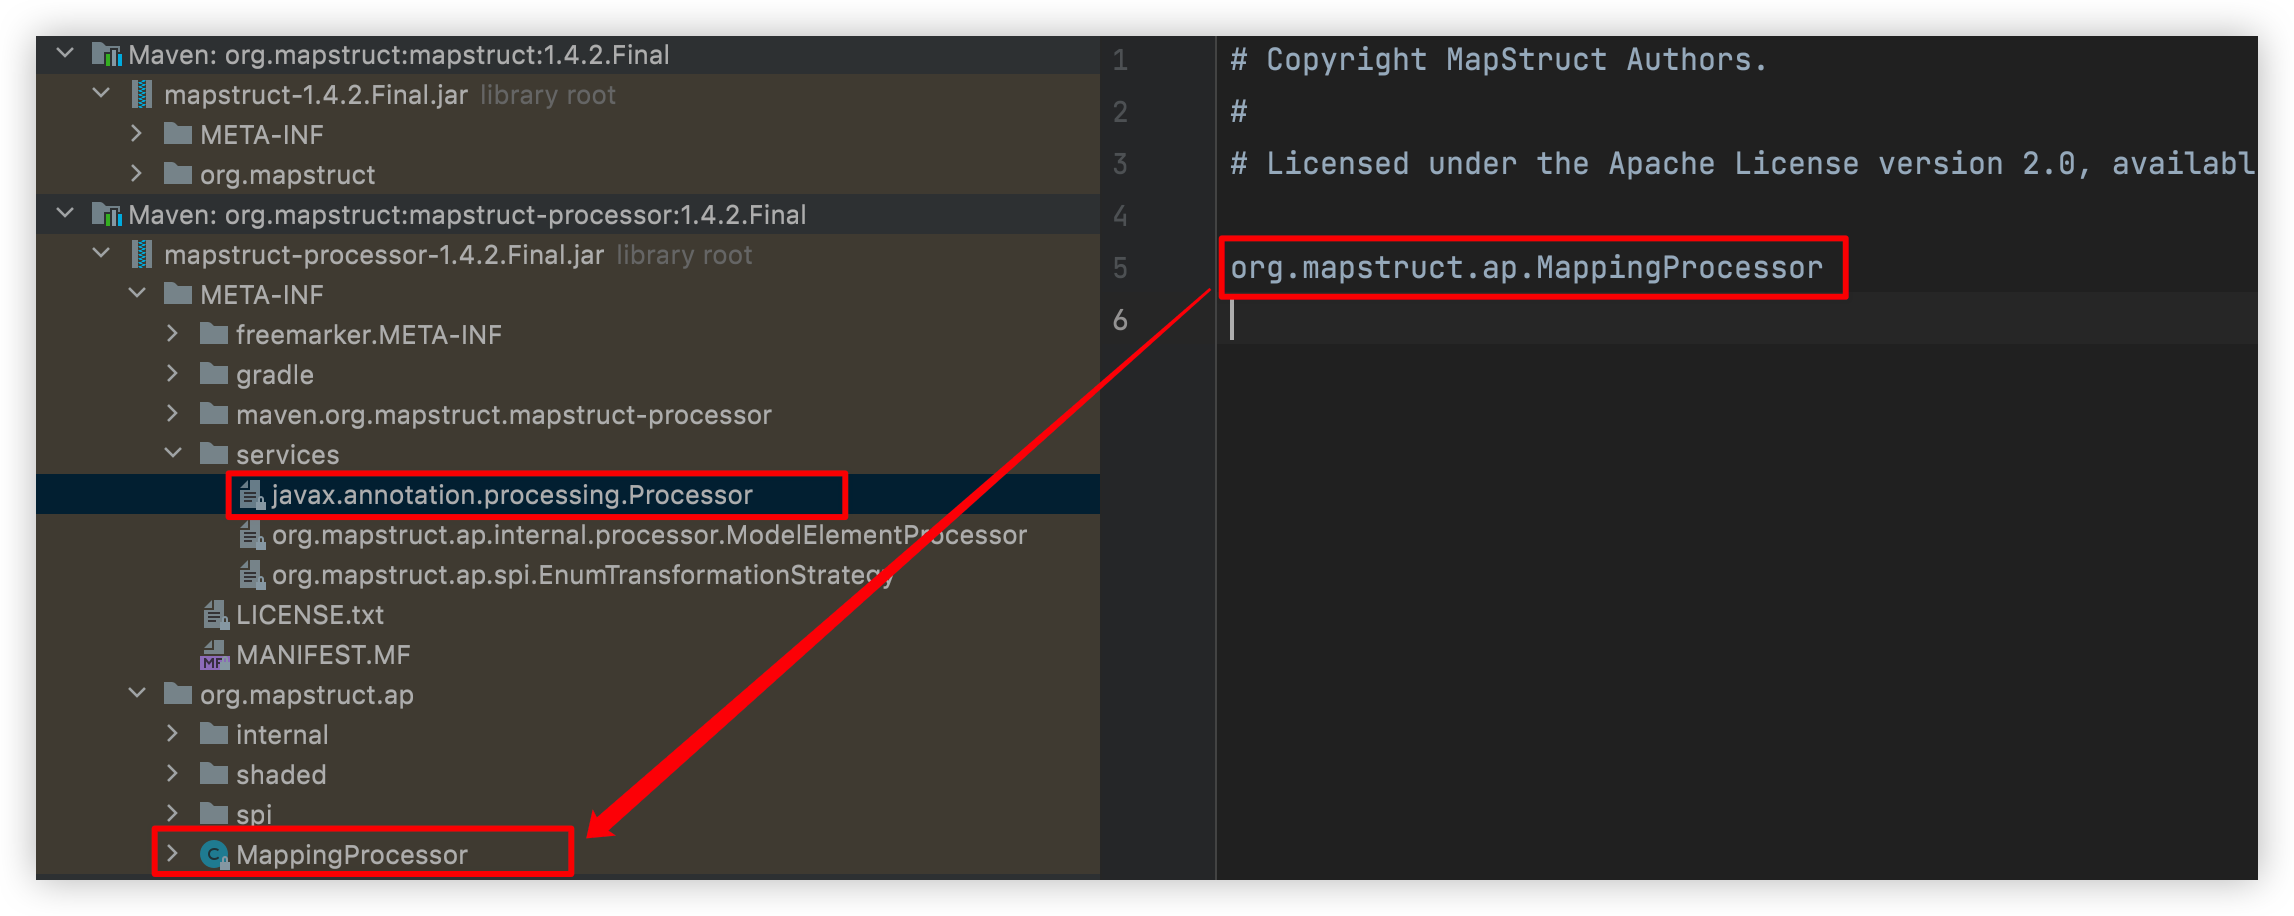 Maven: org.mapstruct:mapstruct:1.4.2.Final
mapstruct-1.4.2.Final.jar library root
META-INF
org.mapstruct
Maven: org.mapstruct:mapstruct-processor:1.4.2.Final
mapstruct-processor-1.4.2.Final.jar library root
META-INF
freemarker.META-INF
gradle
maven.org.mapstruct.mapstruct-processor
services
javax.annotation.processing.Processor
org.mapstruct.ap.internal.processor.ModelElementProcessor
org.mapstruct.ap.spi.EnumTransformationStrategy
LICENSE.txt
MF MANIFEST.MF
org.mapstruct.ap
internal
shaded
spi
C MappingProcessor
1 # Copyright MapStruct Authors.
2 #
3 # Licensed under the Apache License version 2.0, availabl
4
5 org.mapstruct.ap.MappingProcessor
6